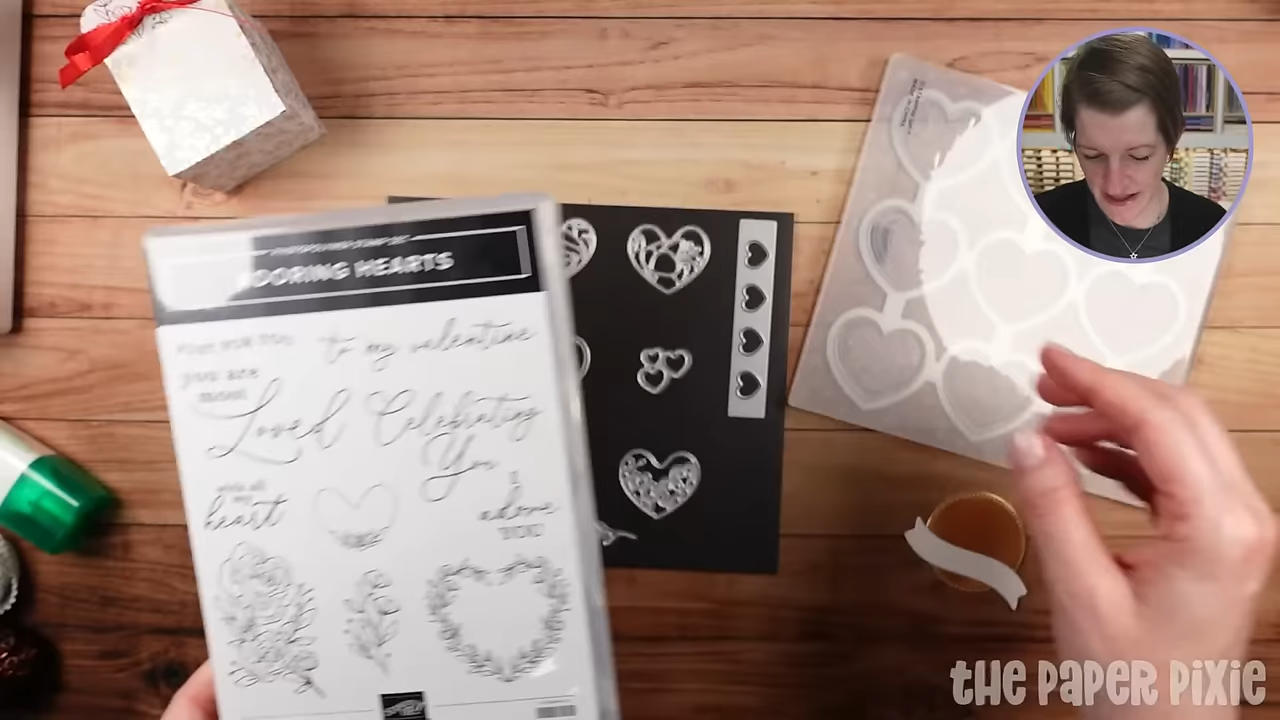 ADORING HEARTS
to my valentine
you are
most
Loved
Celebrating
You
with all
my
heart
I
adore
YOU
the PAPER PIXIE